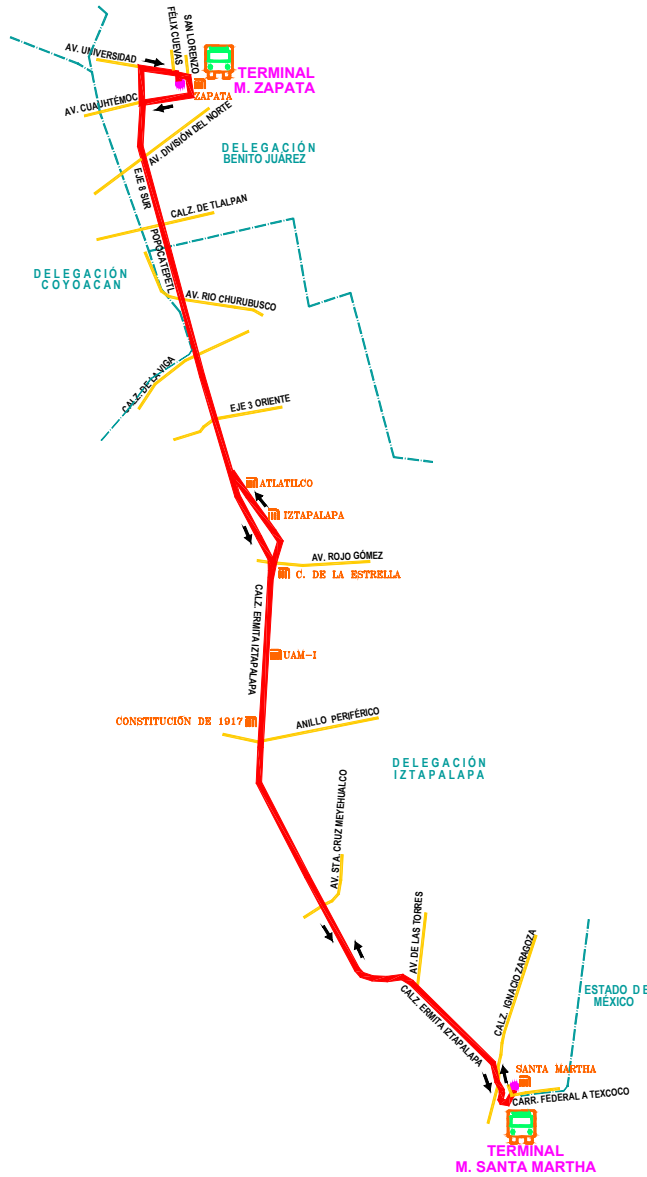 FÉLIX CUEVAS
SAN LORENZO
AV. UNIVERSIDAD
TERMINAL
M. ZAPATA
ZAPATA
AV. CUAUHTÉMOC
AV. DIVISIÓN DEL NORTE
DELEGACIÓN
BENITO JUÁREZ
EJE 8 SUR
CALZ. DE TLALPAN
POPOCATEPETL
DELEGACIÓN
COYOACAN
AV. RIO CHURUBUSCO
CALZ. DE LA VIGA
EJE 3 ORIENTE
ATLATILCO
IZTAPALAPA
AV. ROJO GÓMEZ
C. DE LA ESTRELLA
CALZ. ERMITA IZTAPALAPA
UAM-I
CONSTITUCIÓN DE 1917
ANILLO PERIFÉRICO
DELEGACIÓN
IZTAPALAPA
AV. STA. CRUZ MEYEHUALCO
AV. DE LAS TORRES
CALZ. IGNACIO ZARAGOZA
CALZ. ERMITA IZTAPALAPA
ESTADO DE
MÉXICO
SANTA MARTHA
CARR. FEDERAL A TEXCOCO
TERMINAL
M. SANTA MARTHA